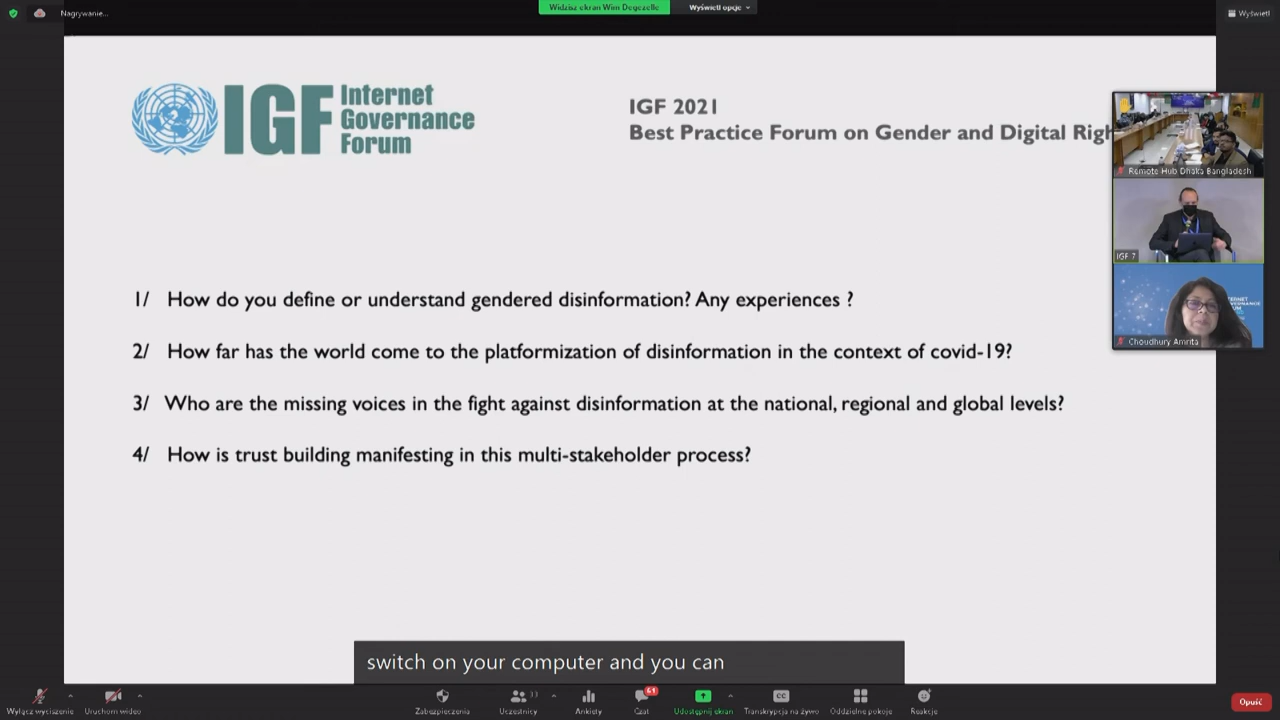 Nagrywanie...
Widzisz ekran Wim Degezelle
Wyświetl opcje
Wyświetl
IGF Internet Governance Forum
IGF 2021
Best Practice Forum on Gender and Digital Righ
Remote Hub Dhaka Bangladesh
IGF 7
Choudhury Amrita
1/ How do you define or understand gendered disinformation? Any experiences ?
2/ How far has the world come to the platformization of disinformation in the context of covid-19?
3/ Who are the missing voices in the fight against disinformation at the national, regional and global levels?
4/ How is trust building manifesting in this multi-stakeholder process?
switch on your computer and you can
Wyłącz wyciszenie
Uruchom wideo
Zabezpieczenia
Uczestnicy
Ankiety
61
Czat
Udostępnij ekran
CC
Transkrypcja na żywo
Oddzielne pokoje
Reakcje
Opuść